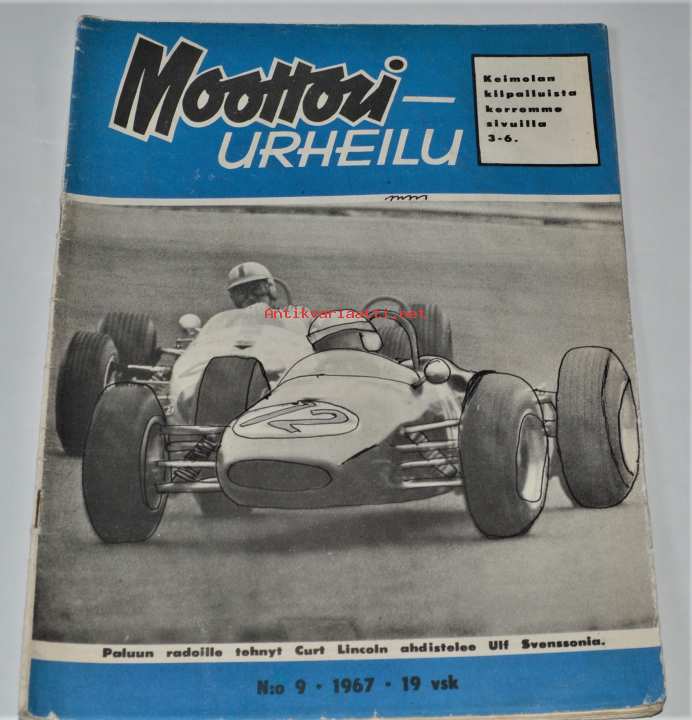 Moottori-
URHEILU
Keimolan
kilpailuista
kerromme
sivuilla
3-6.
Antikvariaatti.net
12
Paluun radoille tehnyt Curt Lincoln ahdistelee Ulf Svenssonia.
N:o 9 • 1967 • 19 vsk